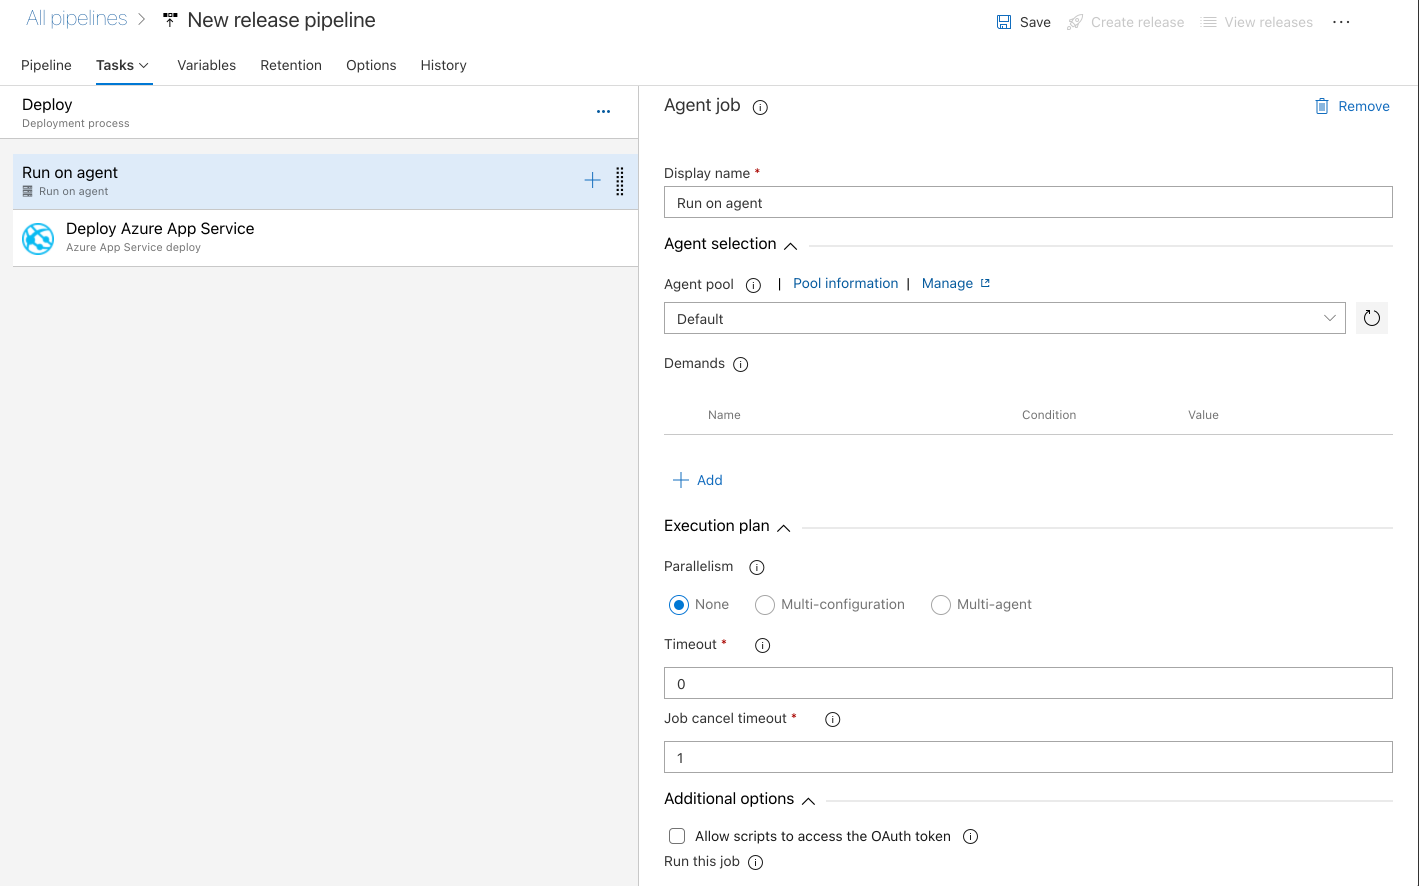 All pipelines > New release pipeline
Save Create release View releases ...
Pipeline Tasks Variables Retention Options History
Deploy
Deployment process
Run on agent
Run on agent
Deploy Azure App Service
Azure App Service deploy
Agent job
Remove
Display name *
Run on agent
Agent selection
Agent pool | Pool information | Manage
Default
Demands
Name Condition Value
Add
Execution plan
Parallelism
None Multi-configuration Multi-agent
Timeout *
0
Job cancel timeout *
1
Additional options
Allow scripts to access the OAuth token
Run this job